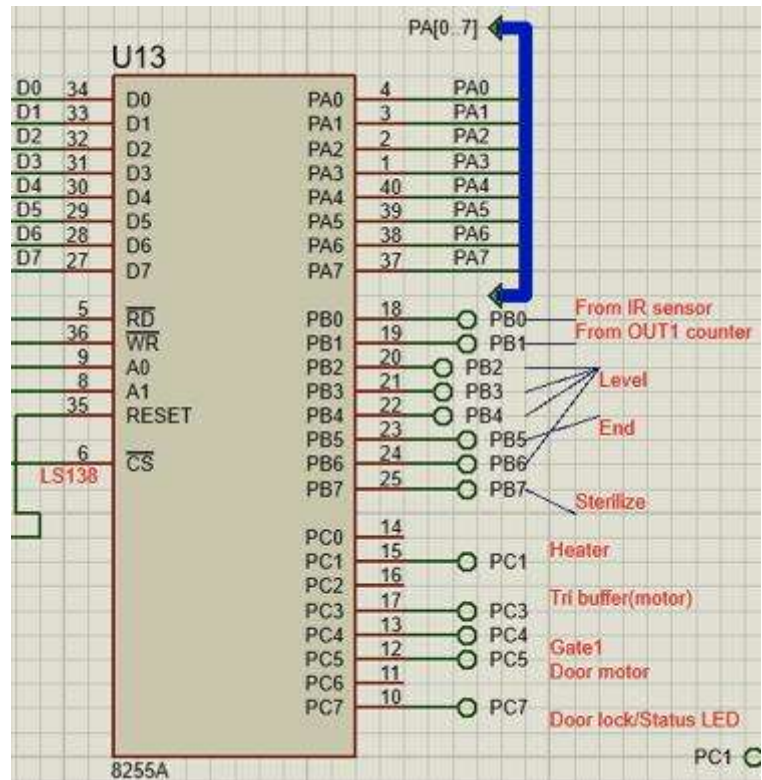 PA[0..7]
U13
D0 34 D0 PA0 4 PA0
D1 33 D1 PA1 3 PA1
D2 32 D2 PA2 2 PA2
D3 31 D3 PA3 1 PA3
D4 30 D4 PA4 40 PA4
D5 29 D5 PA5 39 PA5
D6 28 D6 PA6 38 PA6
D7 27 D7 PA7 37 PA7
5 RD PB0 18 PB0 From IR sensor
36 WR PB1 19 PB1 From OUT1 counter
9 A0 PB2 20 PB2
8 A1 PB3 21 PB3 Level
35 RESET PB4 22 PB4
PB5 23 PB5 End
6 CS PB6 24 PB6
LS138 PB7 25 PB7 Sterilize
PC0 14
PC1 15 PC1 Heater
PC2 16
PC3 17 PC3 Tri buffer(motor)
PC4 13 PC4 Gate1
PC5 12 PC5 Door motor
PC6 11
PC7 10 PC7 Door lock/Status LED
8255A PC1